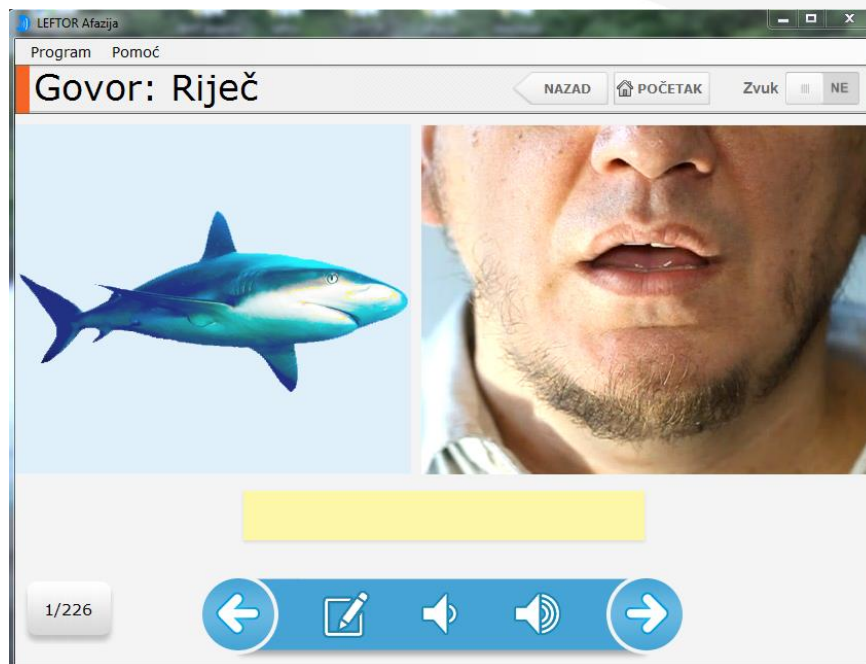 LEFTOR Afazija
Program Pomoć
Govor: Riječ
NAZAD
POČETAK
Zvuk
NE
1/226